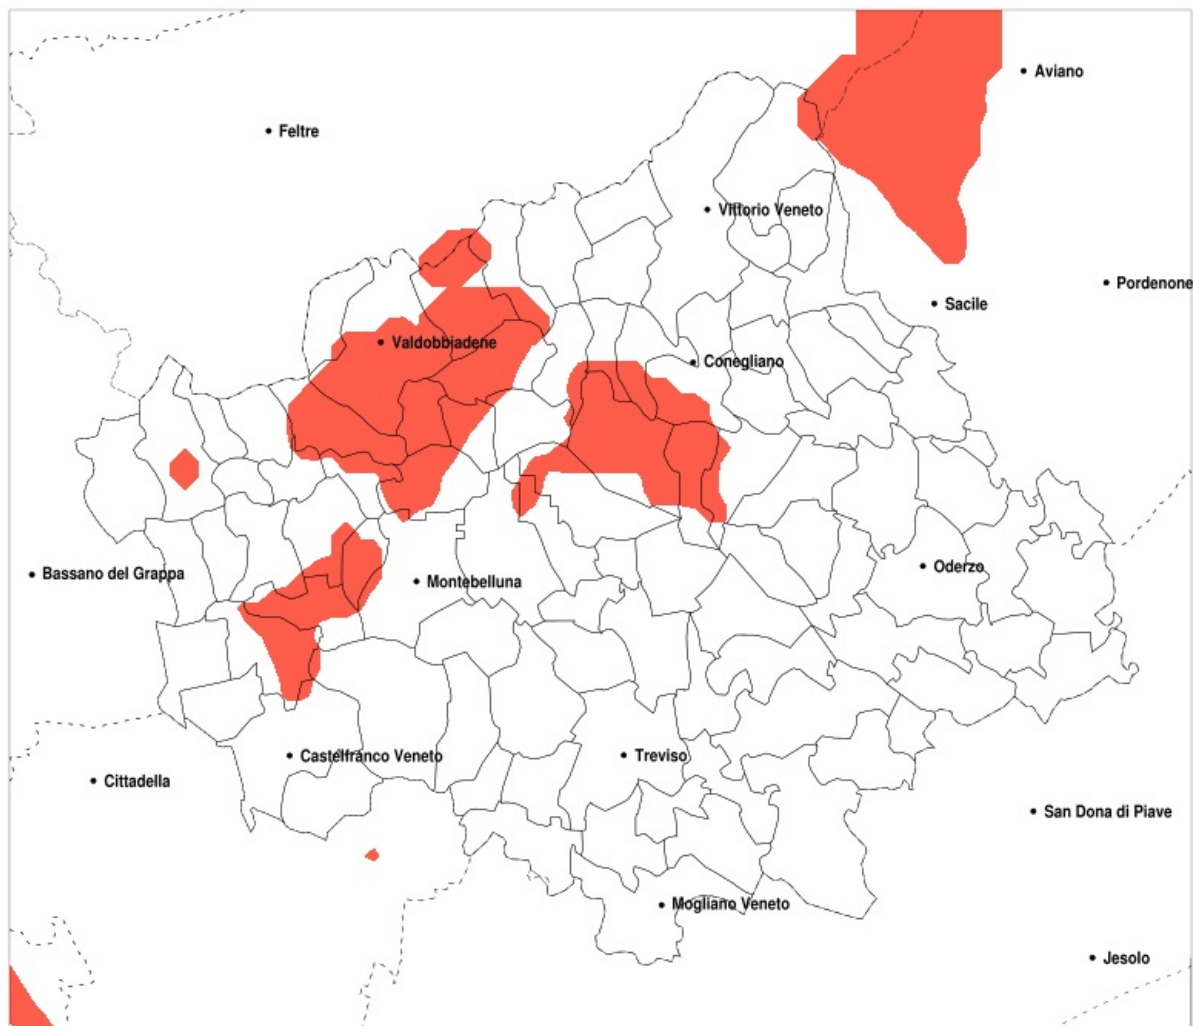 Aviano
Feltre
Vittorio Veneto
Pordenone
Sacile
Valdobbiadene
Conegliano
Oderzo
Bassano del Grappa
Montebelluna
Castelfranco Veneto
Treviso
Cittadella
San Dona di Piave
Mogliano Veneto
Jesolo